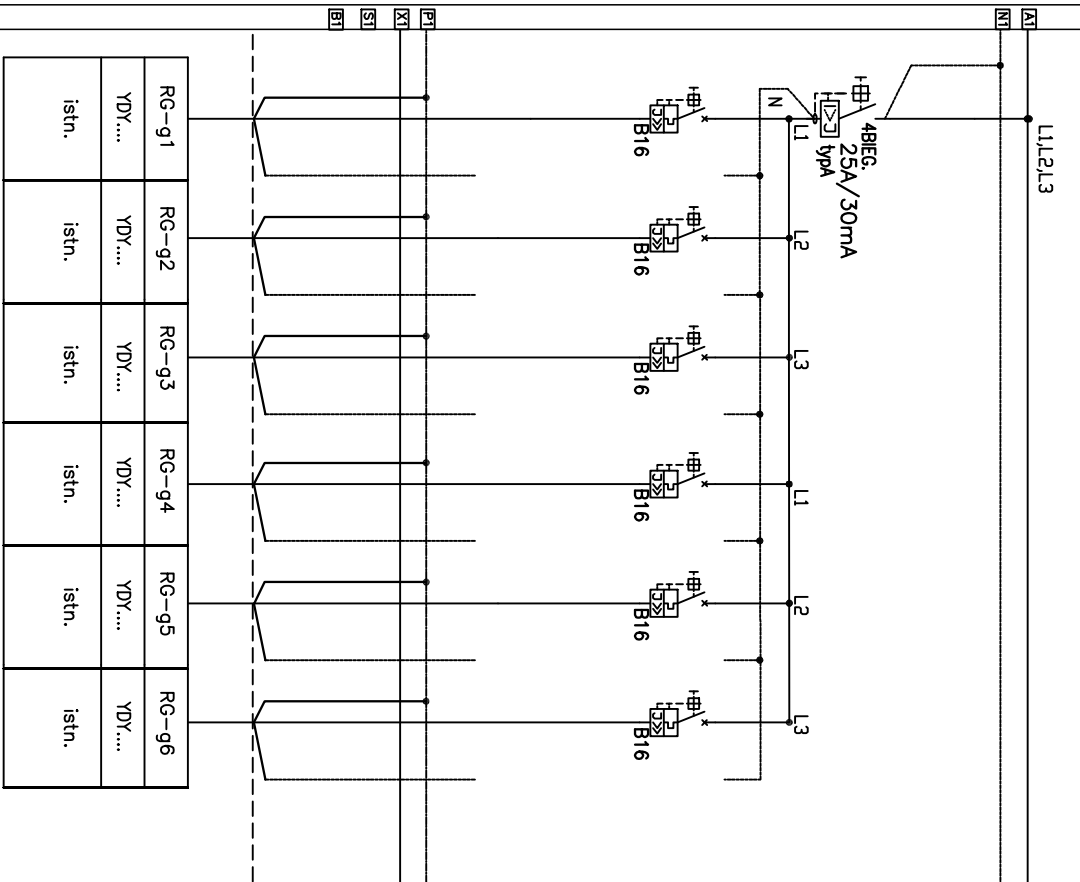 L1,L2,L3
A1
N1
4BIEG.
25A/30mA
typA
I>
N
L1
L2
L3
L1
L2
L3
B16
B16
B16
B16
B16
B16
P1
X1
S1
B1
RG-g1
RG-g2
RG-g3
RG-g4
RG-g5
RG-g6
YDY....
YDY....
YDY....
YDY....
YDY....
YDY....
istn.
istn.
istn.
istn.
istn.
istn.